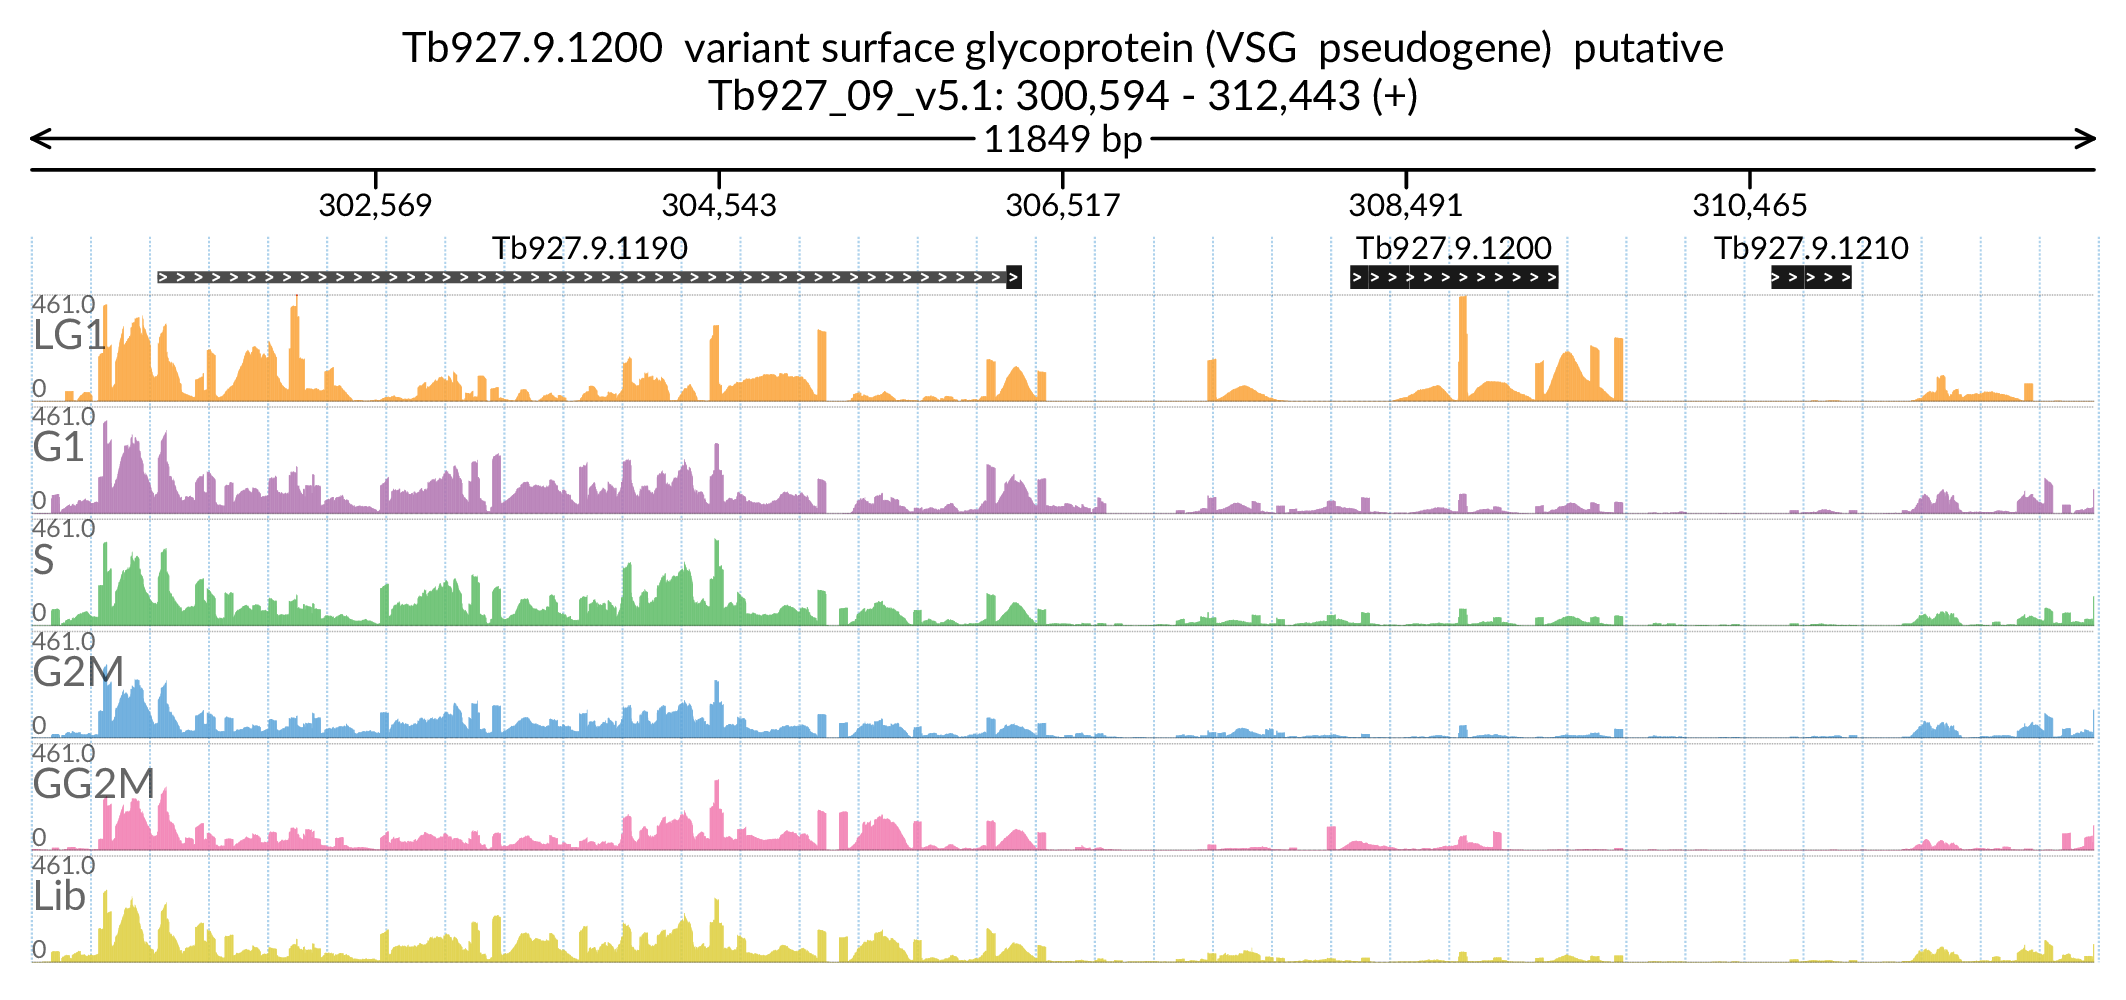 Tb927.9.1200  variant surface glycoprotein (VSG  pseudogene)  putative
Tb927_09_v5.1: 300,594 - 312,443 (+)
11849 bp
302,569 304,543 306,517 308,491 310,465
Tb927.9.1190 Tb927.9.1200 Tb927.9.1210
461.0
LG1
0
461.0
G1
0
461.0
S
0
461.0
G2M
0
461.0
GG2M
0
461.0
Lib
0